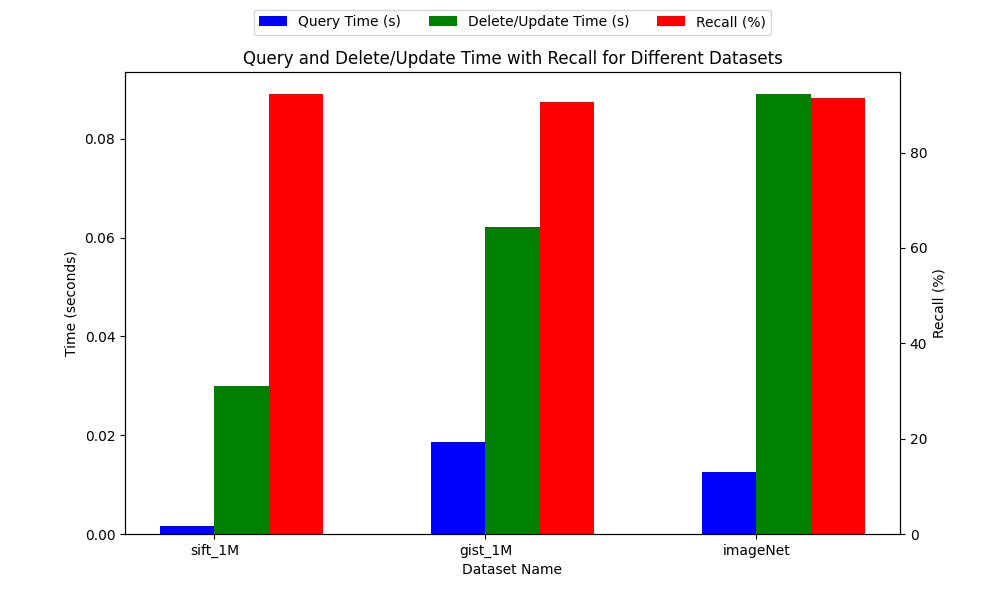 Query Time (s) Delete/Update Time (s) Recall (%)
Query and Delete/Update Time with Recall for Different Datasets
Time (seconds)
0.08
0.06
0.04
0.02
0.00
80
60
40
20
0
Recall (%)
sift_1M gist_1M imageNet
Dataset Name